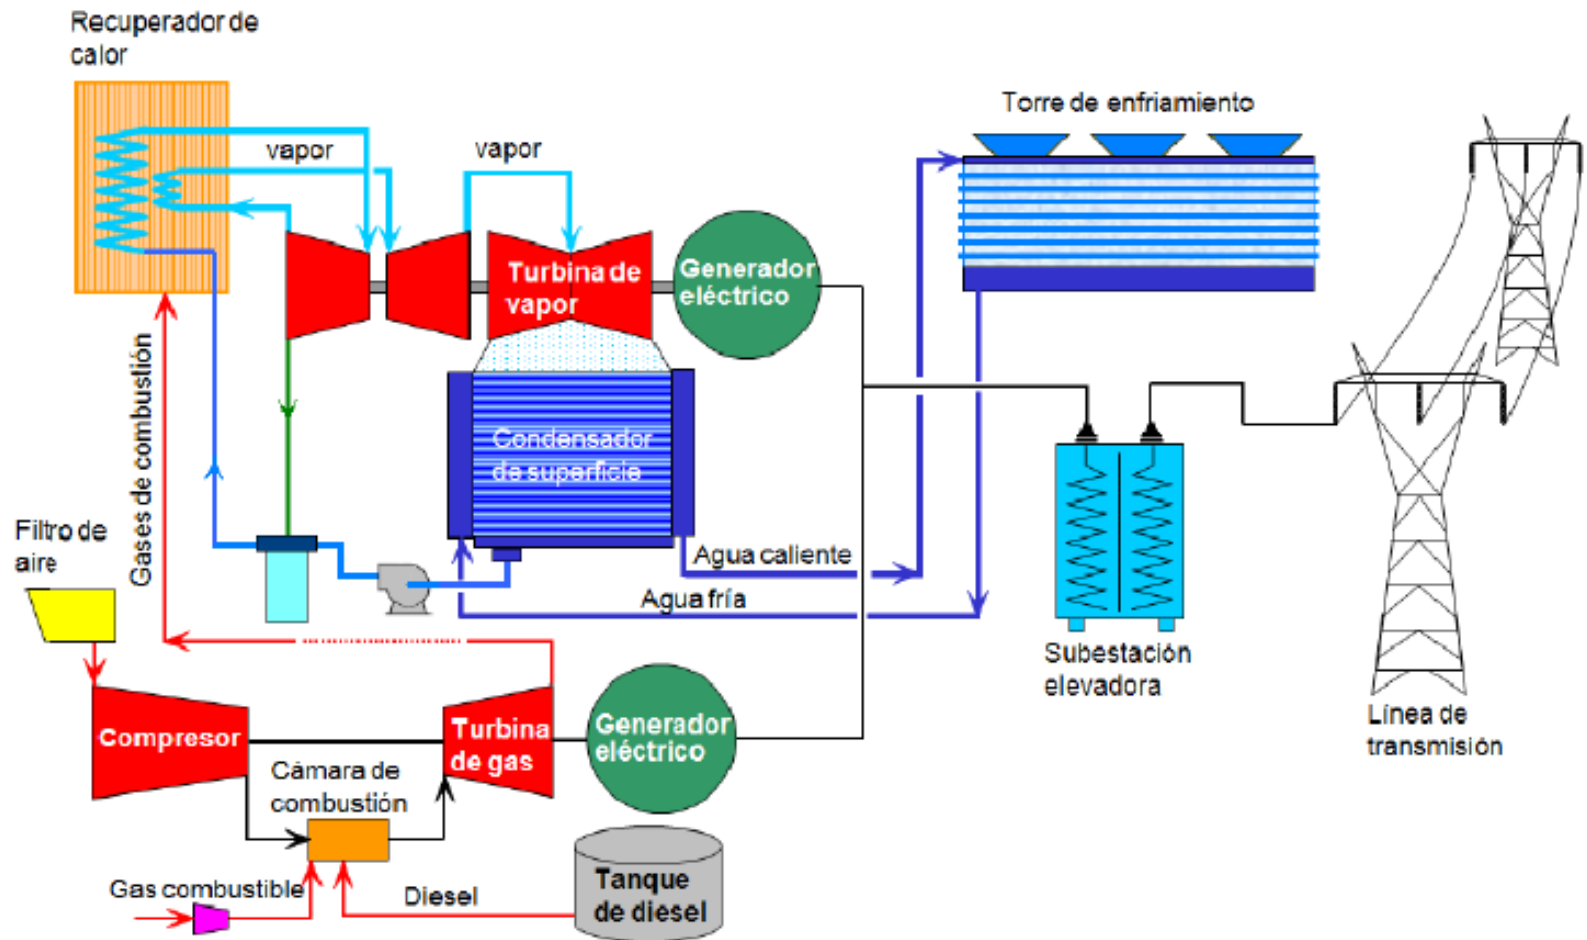 Recuperador de
calor
vapor
vapor
Torre de enfriamiento
Turbina de
vapor
Generador
eléctrico
Gases de combustión
Condensador
de superficie
Filtro de
aire
Agua caliente
Agua fría
Subestación
elevadora
Línea de
transmisión
Compresor
Turbina
de gas
Generador
eléctrico
Cámara de
combustión
Gas combustible
Diesel
Tanque
de diesel